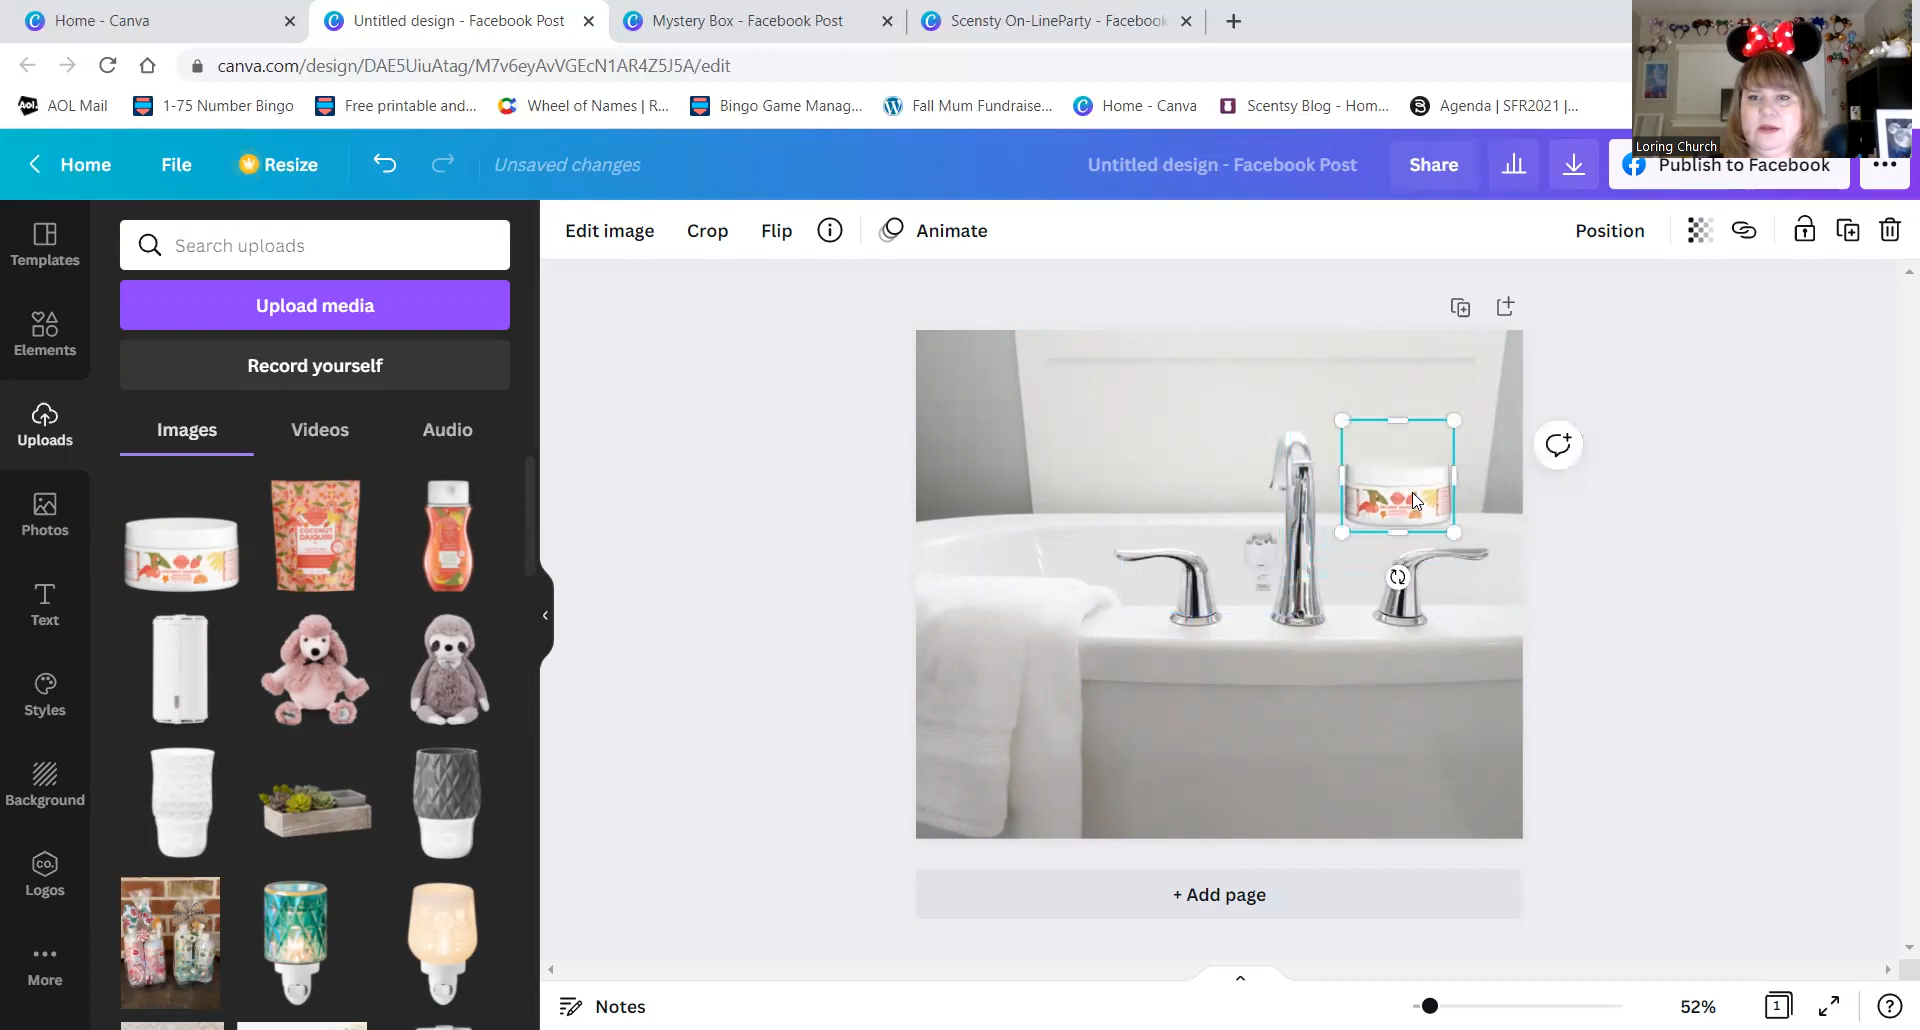 Home - Canva
Untitled design - Facebook Post
Mystery Box - Facebook Post
Scensty On-LineParty - Facebook
canva.com/design/DAE5UiuAtag/M7v6eyAvVGEcN1AR4Z5J5A/edit
Aol. AOL Mail
1-75 Number Bingo
Free printable and...
Wheel of Names | R...
Bingo Game Manag...
Fall Mum Fundraise...
Home - Canva
Scentsy Blog - Hom...
Agenda | SFR2021 |...
Loring Church
Home
File
Resize
Unsaved changes
Untitled design - Facebook Post
Share
Publish to Facebook
Templates
Elements
Uploads
Photos
Text
Styles
Background
CO.
Logos
More
Search uploads
Upload media
Record yourself
Images
Videos
Audio
COCONUT
DAIQUIRI
Edit image
Crop
Flip
Animate
Position
+ Add page
Notes
52%
1